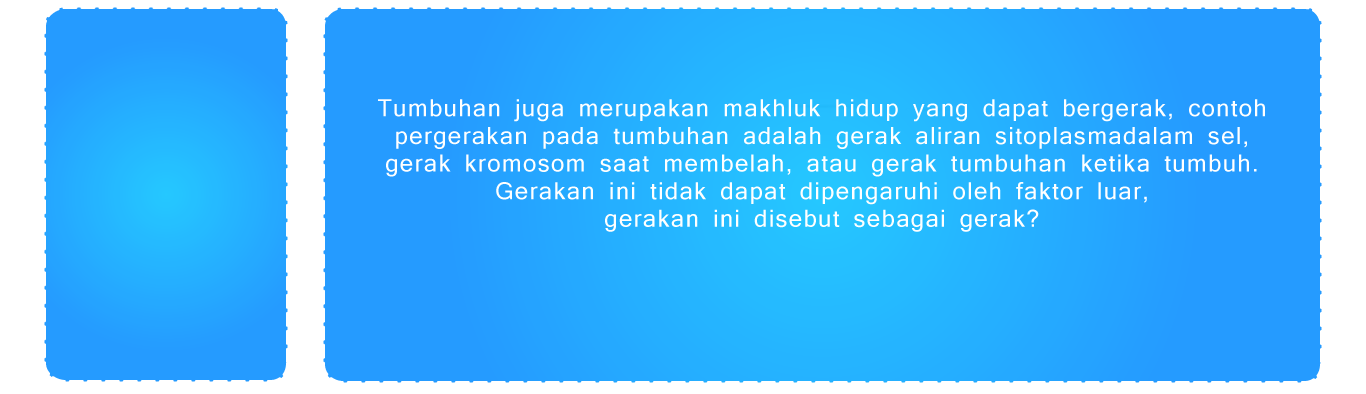 Tumbuhan juga merupakan makhluk hidup yang dapat bergerak, contoh
pergerakan pada tumbuhan adalah gerak aliran sitoplasmadalam sel,
gerak kromosom saat membelah, atau gerak tumbuhan ketika tumbuh.
Gerakan ini tidak dapat dipengaruhi oleh faktor luar,
gerakan ini disebut sebagai gerak?